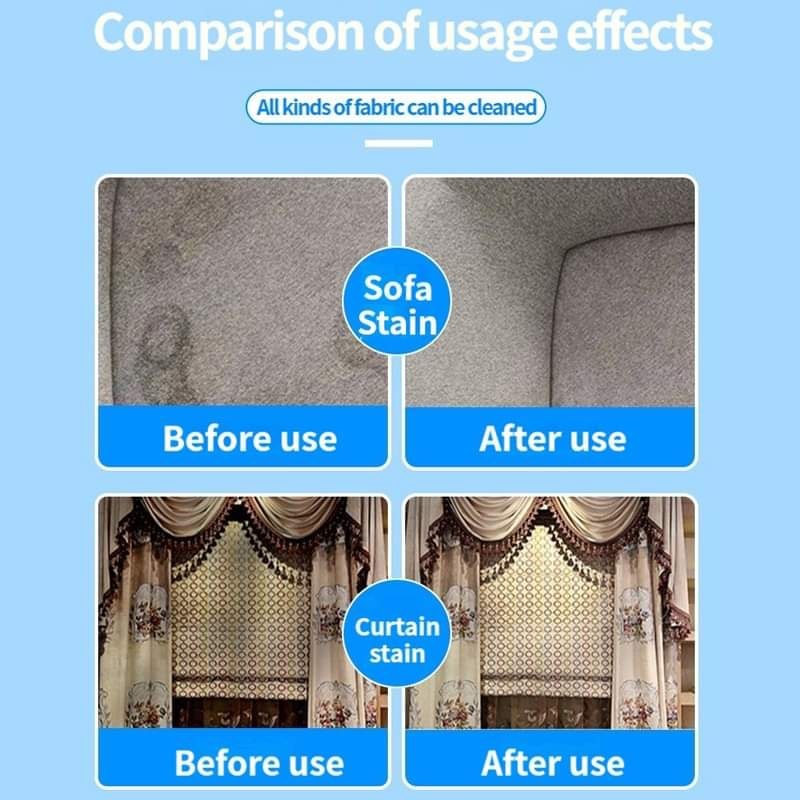 Comparison of usage effects
All kinds of fabric can be cleaned
Sofa
Stain
Before use
After use
Curtain
stain
Before use
After use